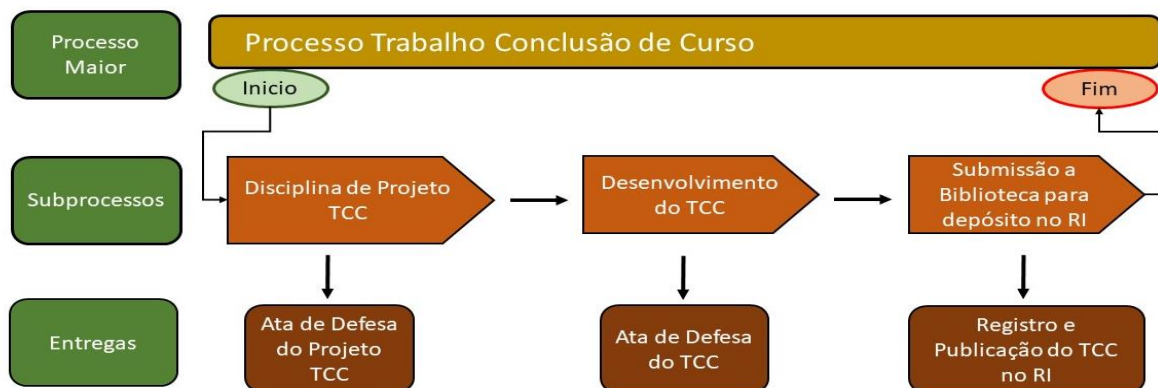 Processo
Maior
Processo Trabalho Conclusão de Curso
Inicio
Fim
Subprocessos
Disciplina de Projeto
TCC
Desenvolvimento
do TCC
Submissão a
Biblioteca para
depósito no RI
Entregas
Ata de Defesa
do Projeto
TCC
Ata de Defesa
do TCC
Registro e
Publicação do TCC
no RI